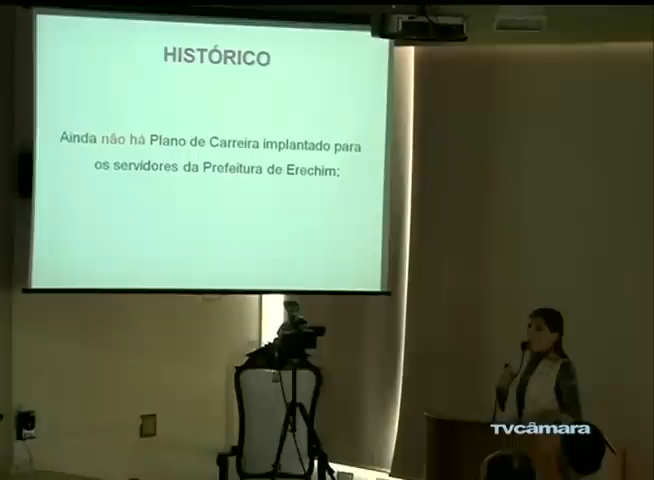 HISTÓRICO
Ainda não há Plano de Carreira implantado para
os servidores da Prefeitura de Erechim;
TVcâmara